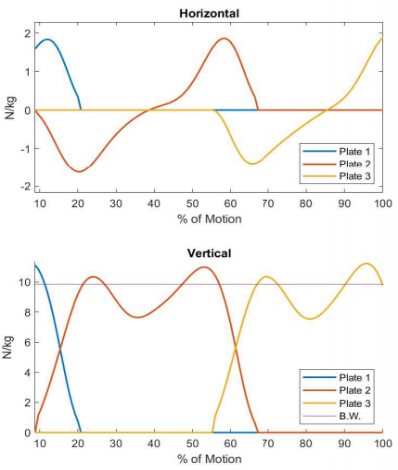 Horizontal
2
1
0
-1
-2
N/kg
10 20 30 40 50 60 70 80 90 100
% of Motion
Plate 1
Plate 2
Plate 3
Vertical
10
8
6
4
2
0
N/kg
10 20 30 40 50 60 70 80 90 100
% of Motion
Plate 1
Plate 2
Plate 3
B.W.